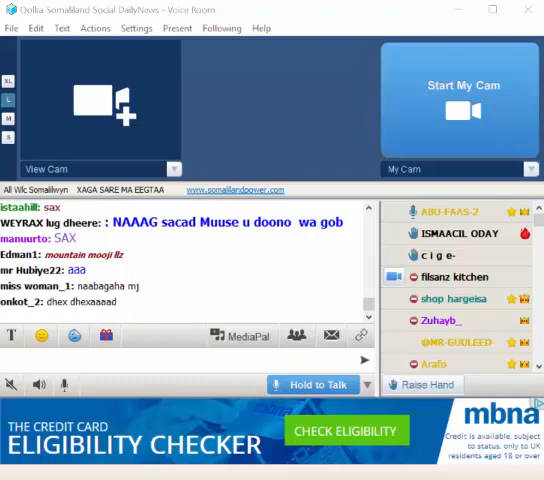 Oolka Somaliland Social DailyNews - Voice Room
File Edit Text Actions Settings Present Following Help
XL
L
M
S
View Cam
Start My Cam
My Cam
All Wlc Somalilwyn XAGA SARE MA EEGTAA www.somalilandpower.com
istaahill: sax
WEYRAX lug dheere: : NAAAG sacad Muuse u doono wa gob
manuurto: SAX
Edman1: mountain mooji llz
mr Hubiye22: aaa
miss woman_1: naabagaha mj
onkot_2: dhex dhexaaaad
ABU-FAAS-2
ISMAACIL ODAY
c i g e-
filsanz kitchen
shop hargeisa
Zuhayb_
@MR-GUULEED-
Arafo
T
MediaPal
Hold to Talk
Raise Hand
THE CREDIT CARD
ELIGIBILITY CHECKER
CHECK ELIGIBILITY
mbna
Credit is available, subject
to status, only to UK
residents aged 18 or over